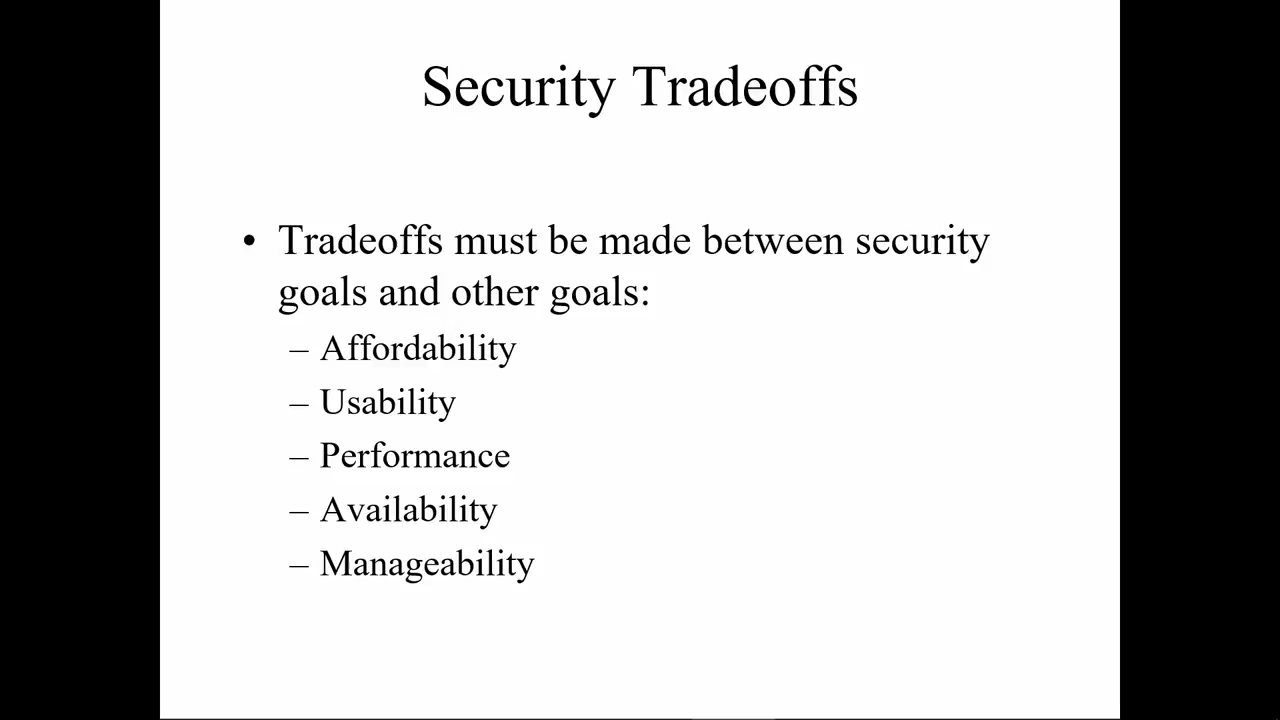 Security Tradeoffs
• Tradeoffs must be made between security
goals and other goals:
– Affordability
– Usability
– Performance
– Availability
– Manageability